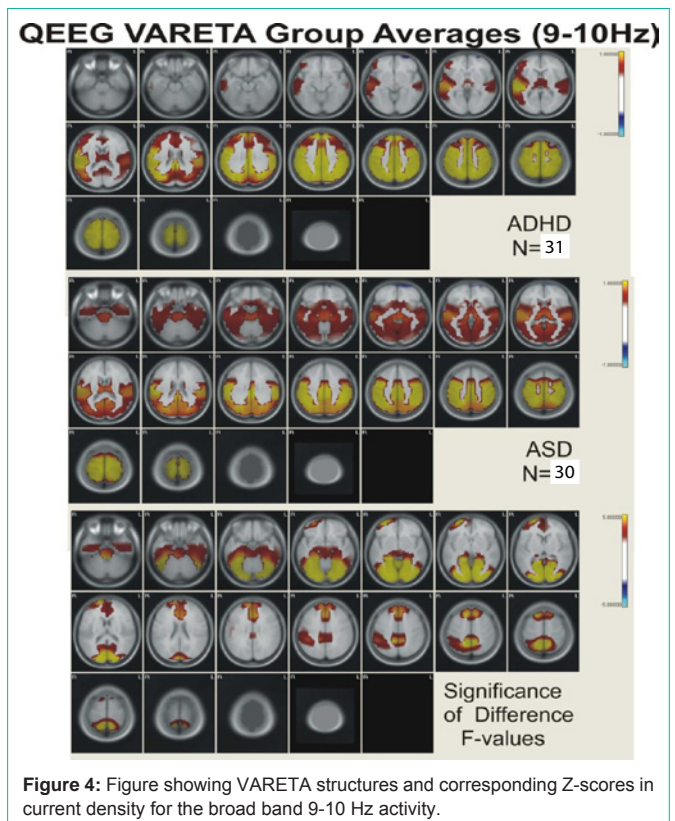 QEEG VARETA Group Averages (9-10Hz)
ADHD
N=31
ASD
N=30
Significance
of Difference
F-values
Figure 4: Figure showing VARETA structures and corresponding Z-scores in
current density for the broad band 9-10 Hz activity.